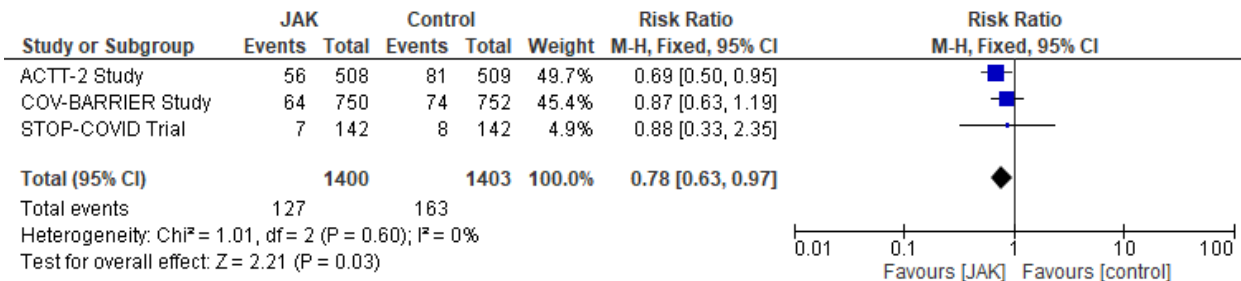 JAK Control Risk Ratio Risk Ratio
Study or Subgroup Events Total Events Total Weight M-H, Fixed, 95% CI M-H, Fixed, 95% CI
ACTT-2 Study 56 508 81 509 49.7% 0.69 [0.50, 0.95]
COV-BARRIER Study 64 750 74 752 45.4% 0.87 [0.63, 1.19]
STOP-COVID Trial 7 142 8 142 4.9% 0.88 [0.33, 2.35]
Total (95% CI) 1400 1403 100.0% 0.78 [0.63, 0.97]
Total events 127 163
Heterogeneity: Chi² = 1.01, df = 2 (P = 0.60); I² = 0%
Test for overall effect: Z = 2.21 (P = 0.03)
0.01 0.1 1 10 100
Favours [JAK] Favours [control]